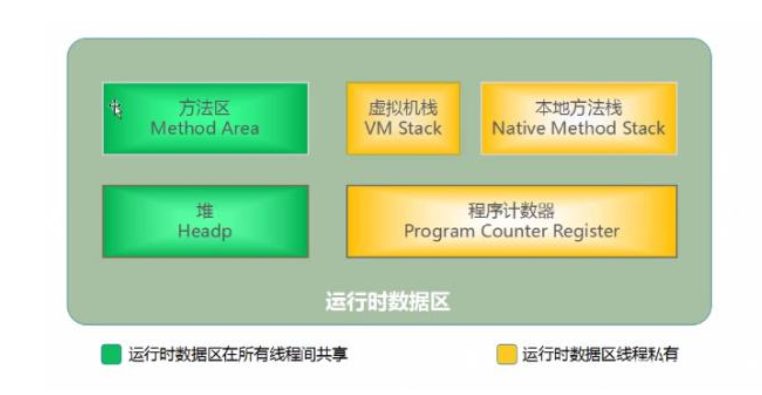 方法区
Method Area
虚拟机栈
VM Stack
本地方法栈
Native Method Stack
堆
Headp
程序计数器
Program Counter Register
运行时数据区
运行时数据区在所有线程间共享
运行时数据区线程私有